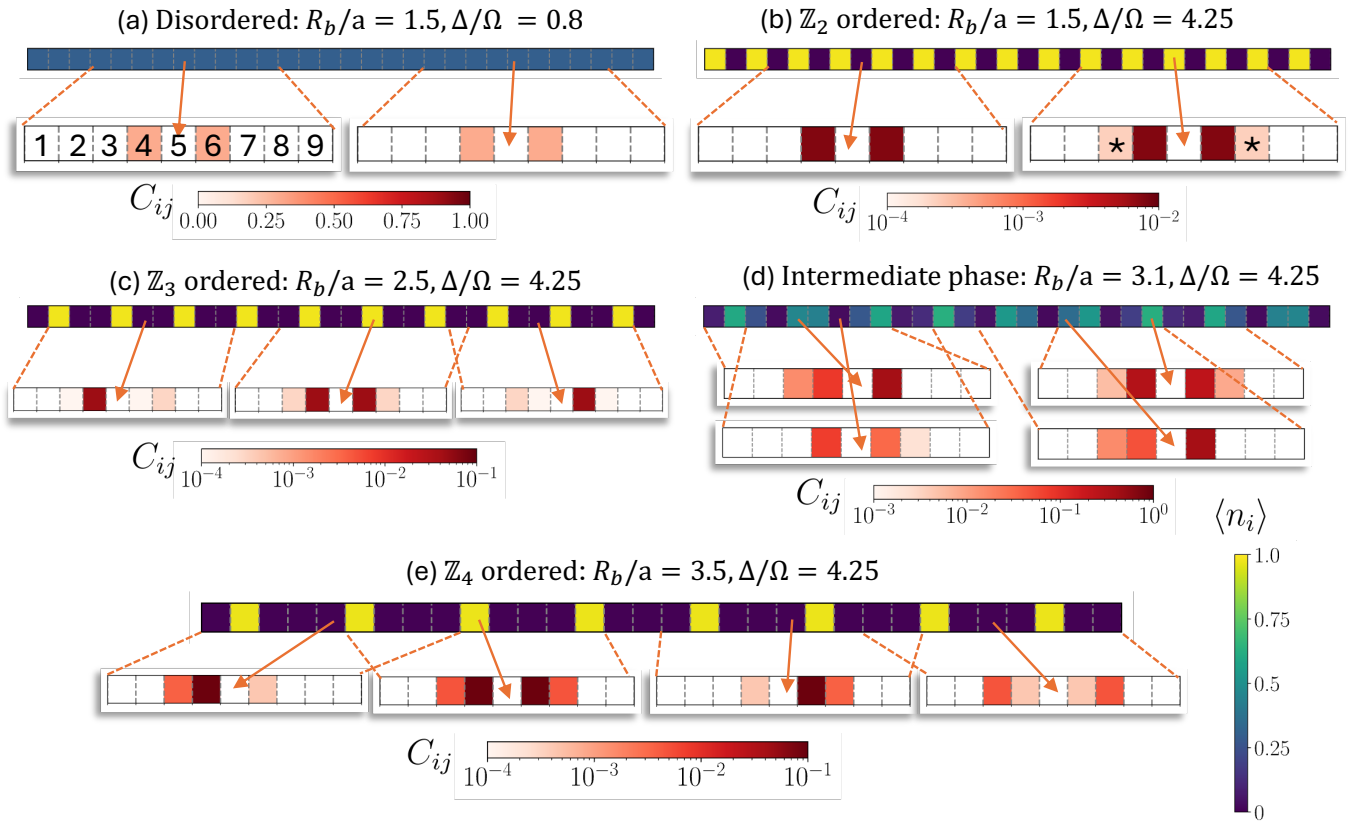 (a) Disordered: R_b/a = 1.5, Δ/Ω = 0.8
(b) ℤ₂ ordered: R_b/a = 1.5, Δ/Ω = 4.25
1 2 3 4 5 6 7 8 9
* *
C_ij
0.00 0.25 0.50 0.75 1.00
C_ij
10⁻⁴ 10⁻³ 10⁻²
(c) ℤ₃ ordered: R_b/a = 2.5, Δ/Ω = 4.25
(d) Intermediate phase: R_b/a = 3.1, Δ/Ω = 4.25
C_ij
10⁻⁴ 10⁻³ 10⁻² 10⁻¹
C_ij
10⁻³ 10⁻² 10⁻¹ 10⁰
⟨n_i⟩
1.0
0.75
0.5
0.25
0
(e) ℤ₄ ordered: R_b/a = 3.5, Δ/Ω = 4.25
C_ij
10⁻⁴ 10⁻³ 10⁻² 10⁻¹